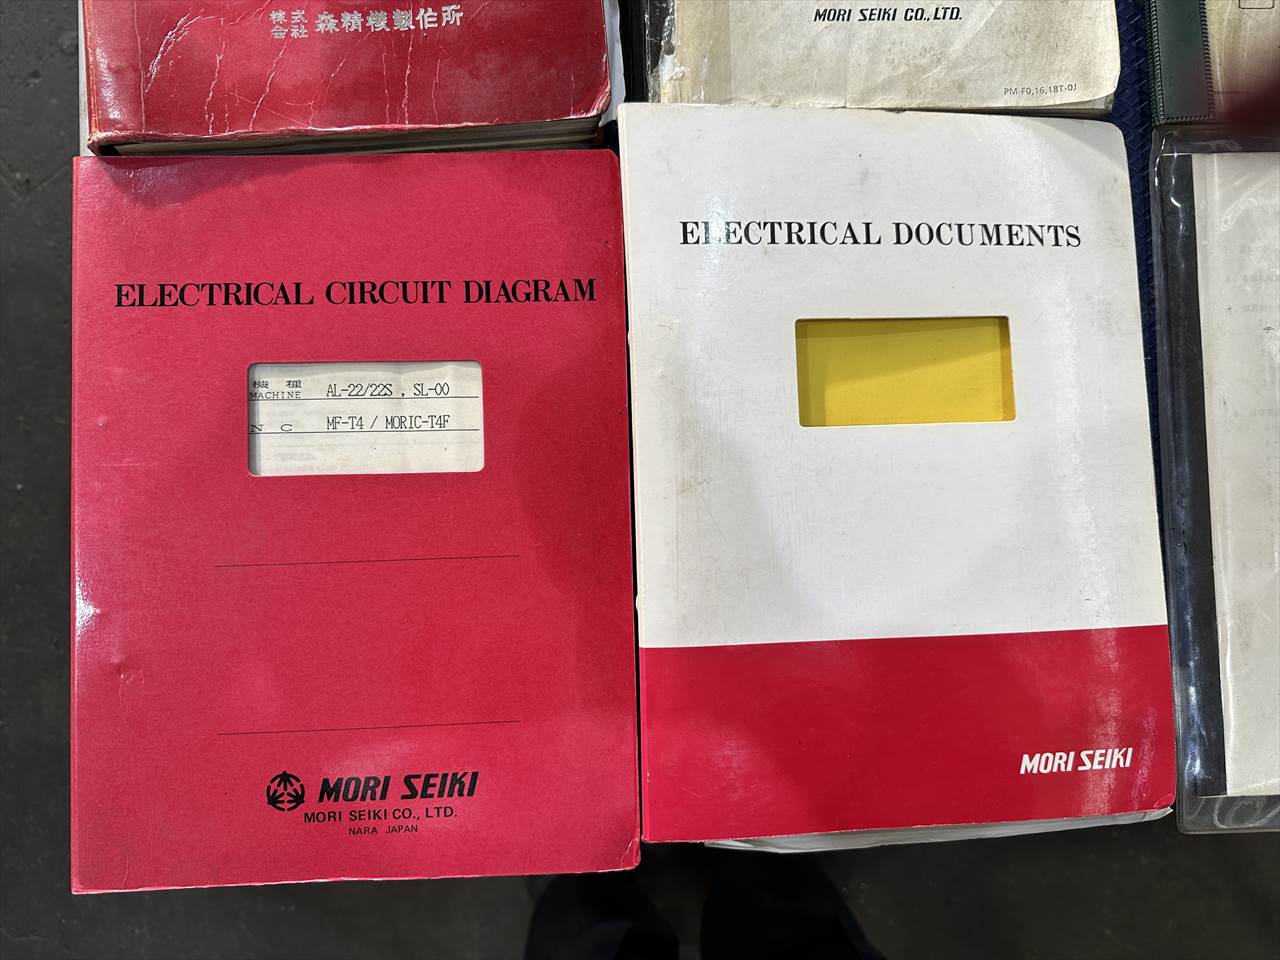 株式
会社 森精機製作所
MORI SEIKI CO.,LTD.
PM-F0,16,18T-0J
ELECTRICAL CIRCUIT DIAGRAM
機種
MACHINE AL-22/22S , SL-00
N C MF-T4 / MORIC-T4F
MORI SEIKI
MORI SEIKI CO., LTD.
NARA JAPAN
ELECTRICAL DOCUMENTS
MORI SEIKI